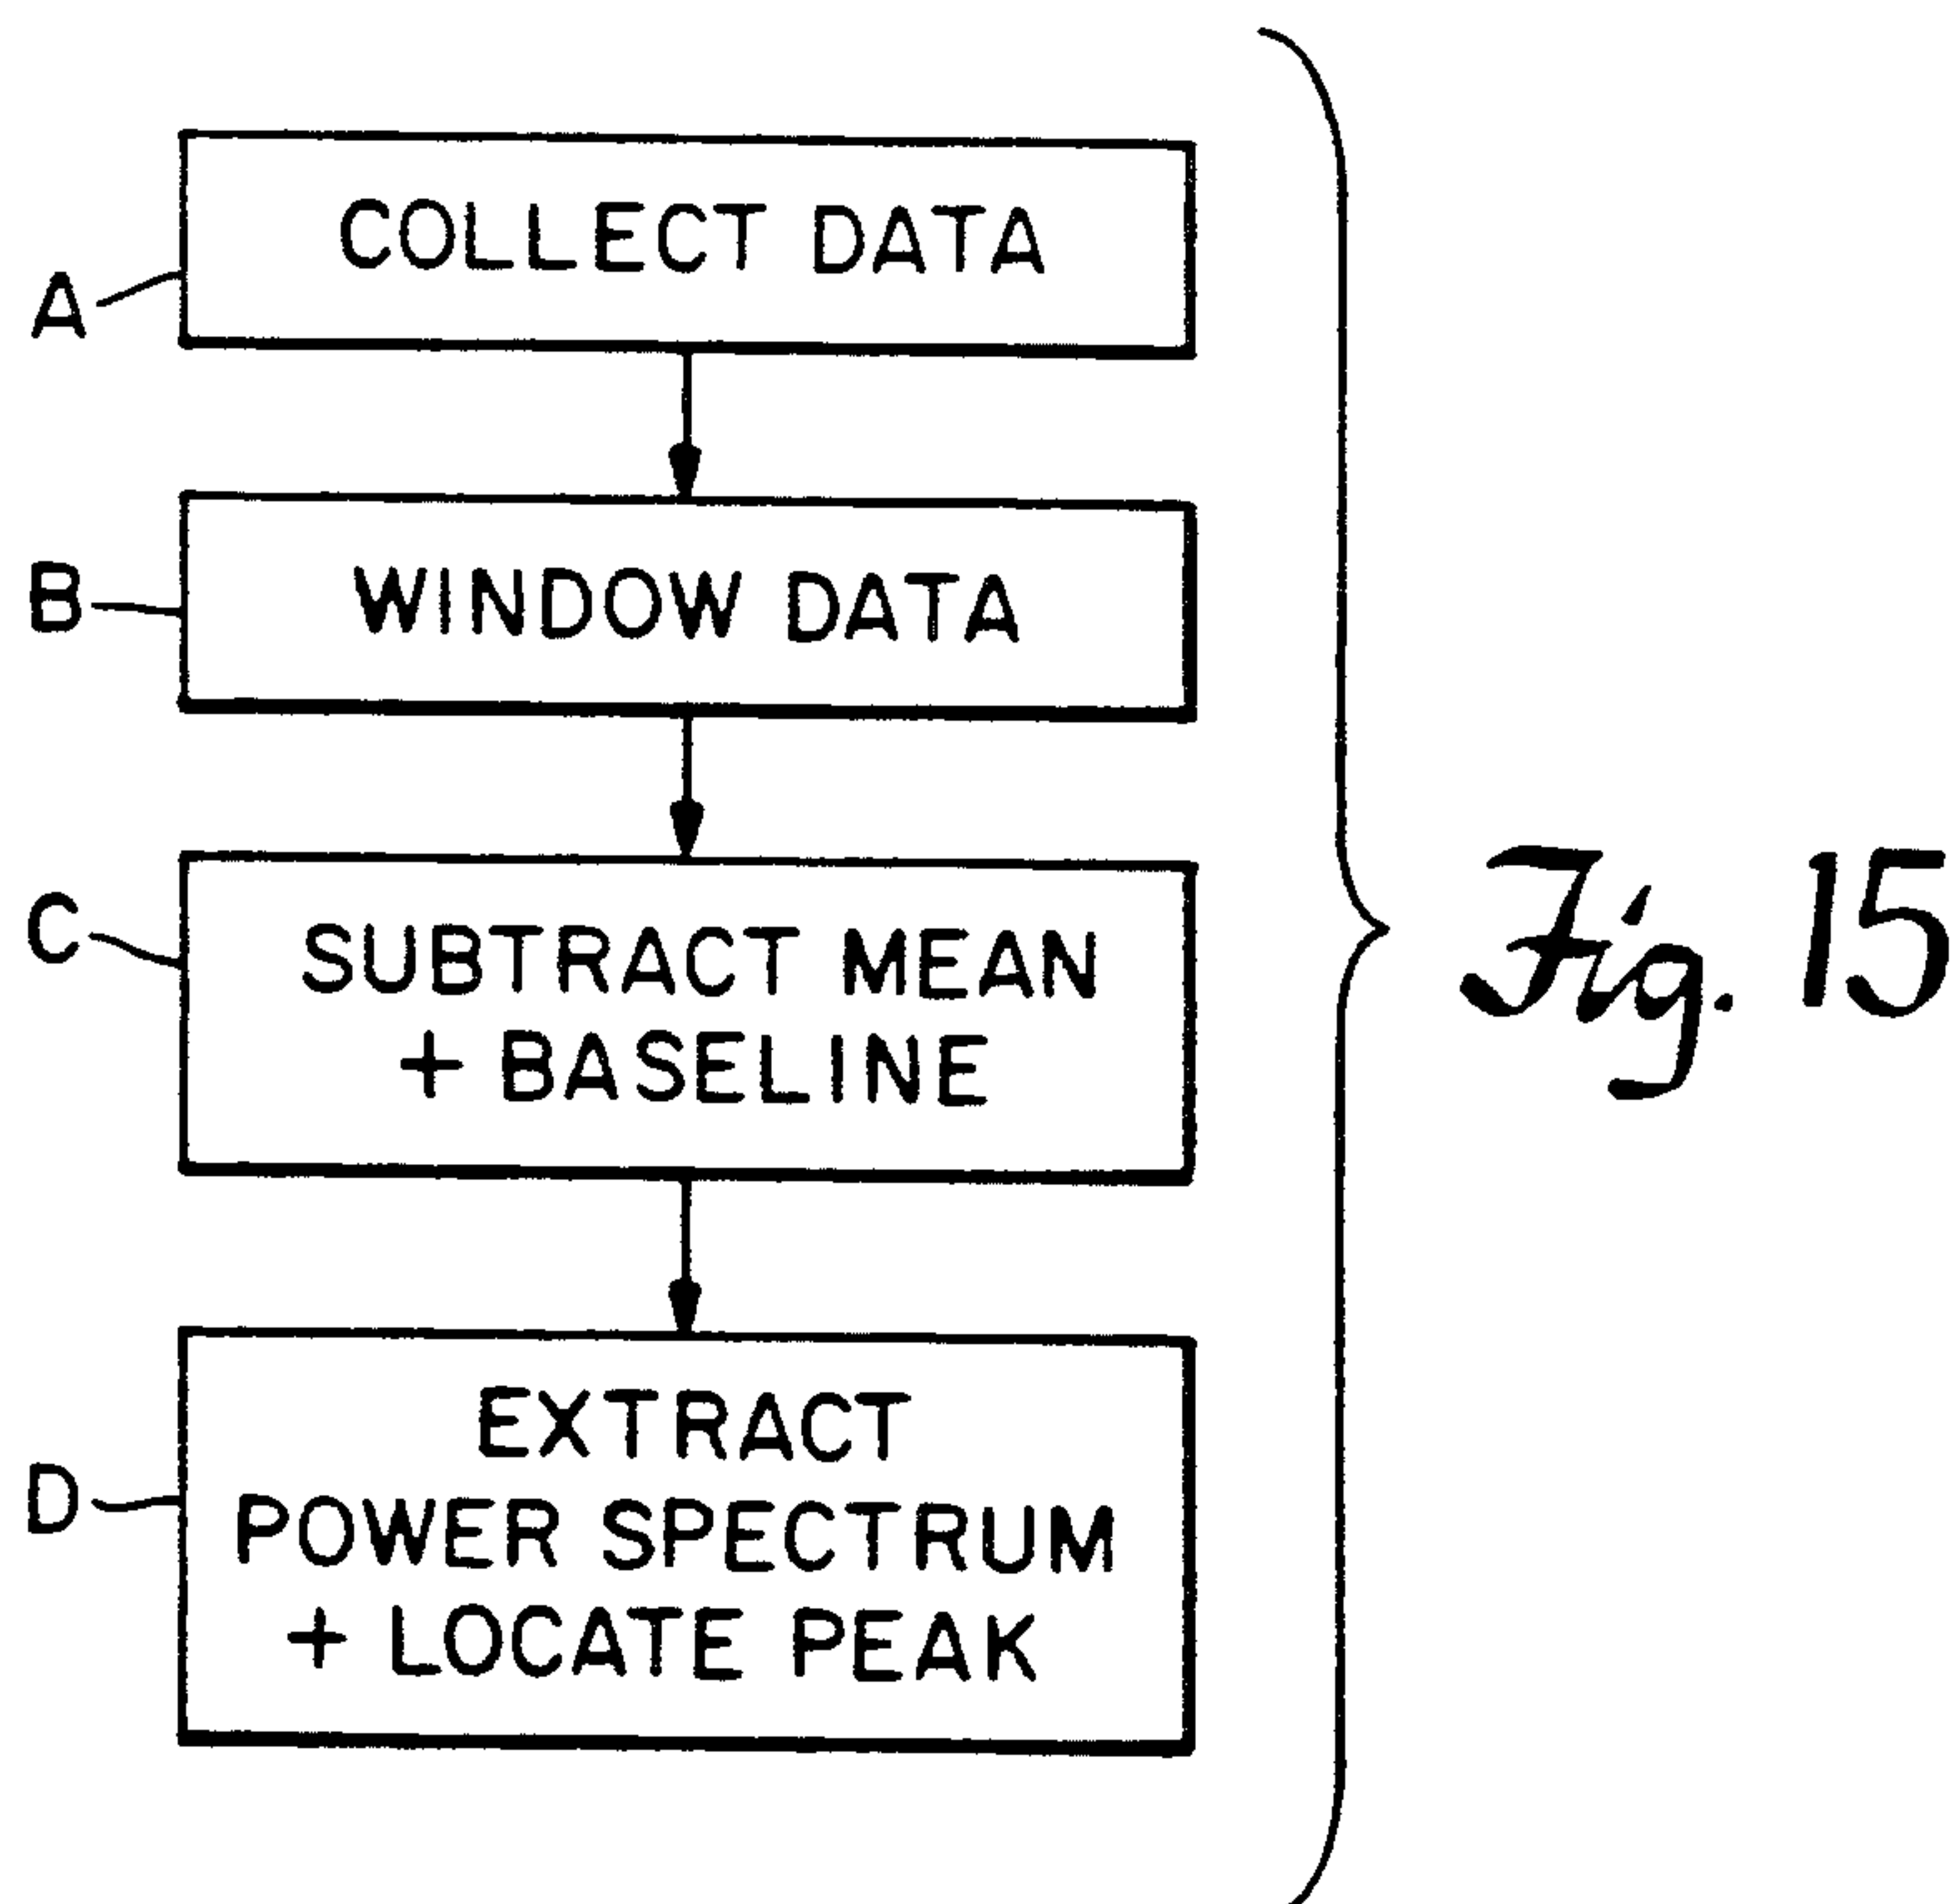 A
COLLECT DATA
B
WINDOW DATA
C
SUBTRACT MEAN
+ BASELINE
D
EXTRACT
POWER SPECTRUM
+ LOCATE PEAK
Fig. 15